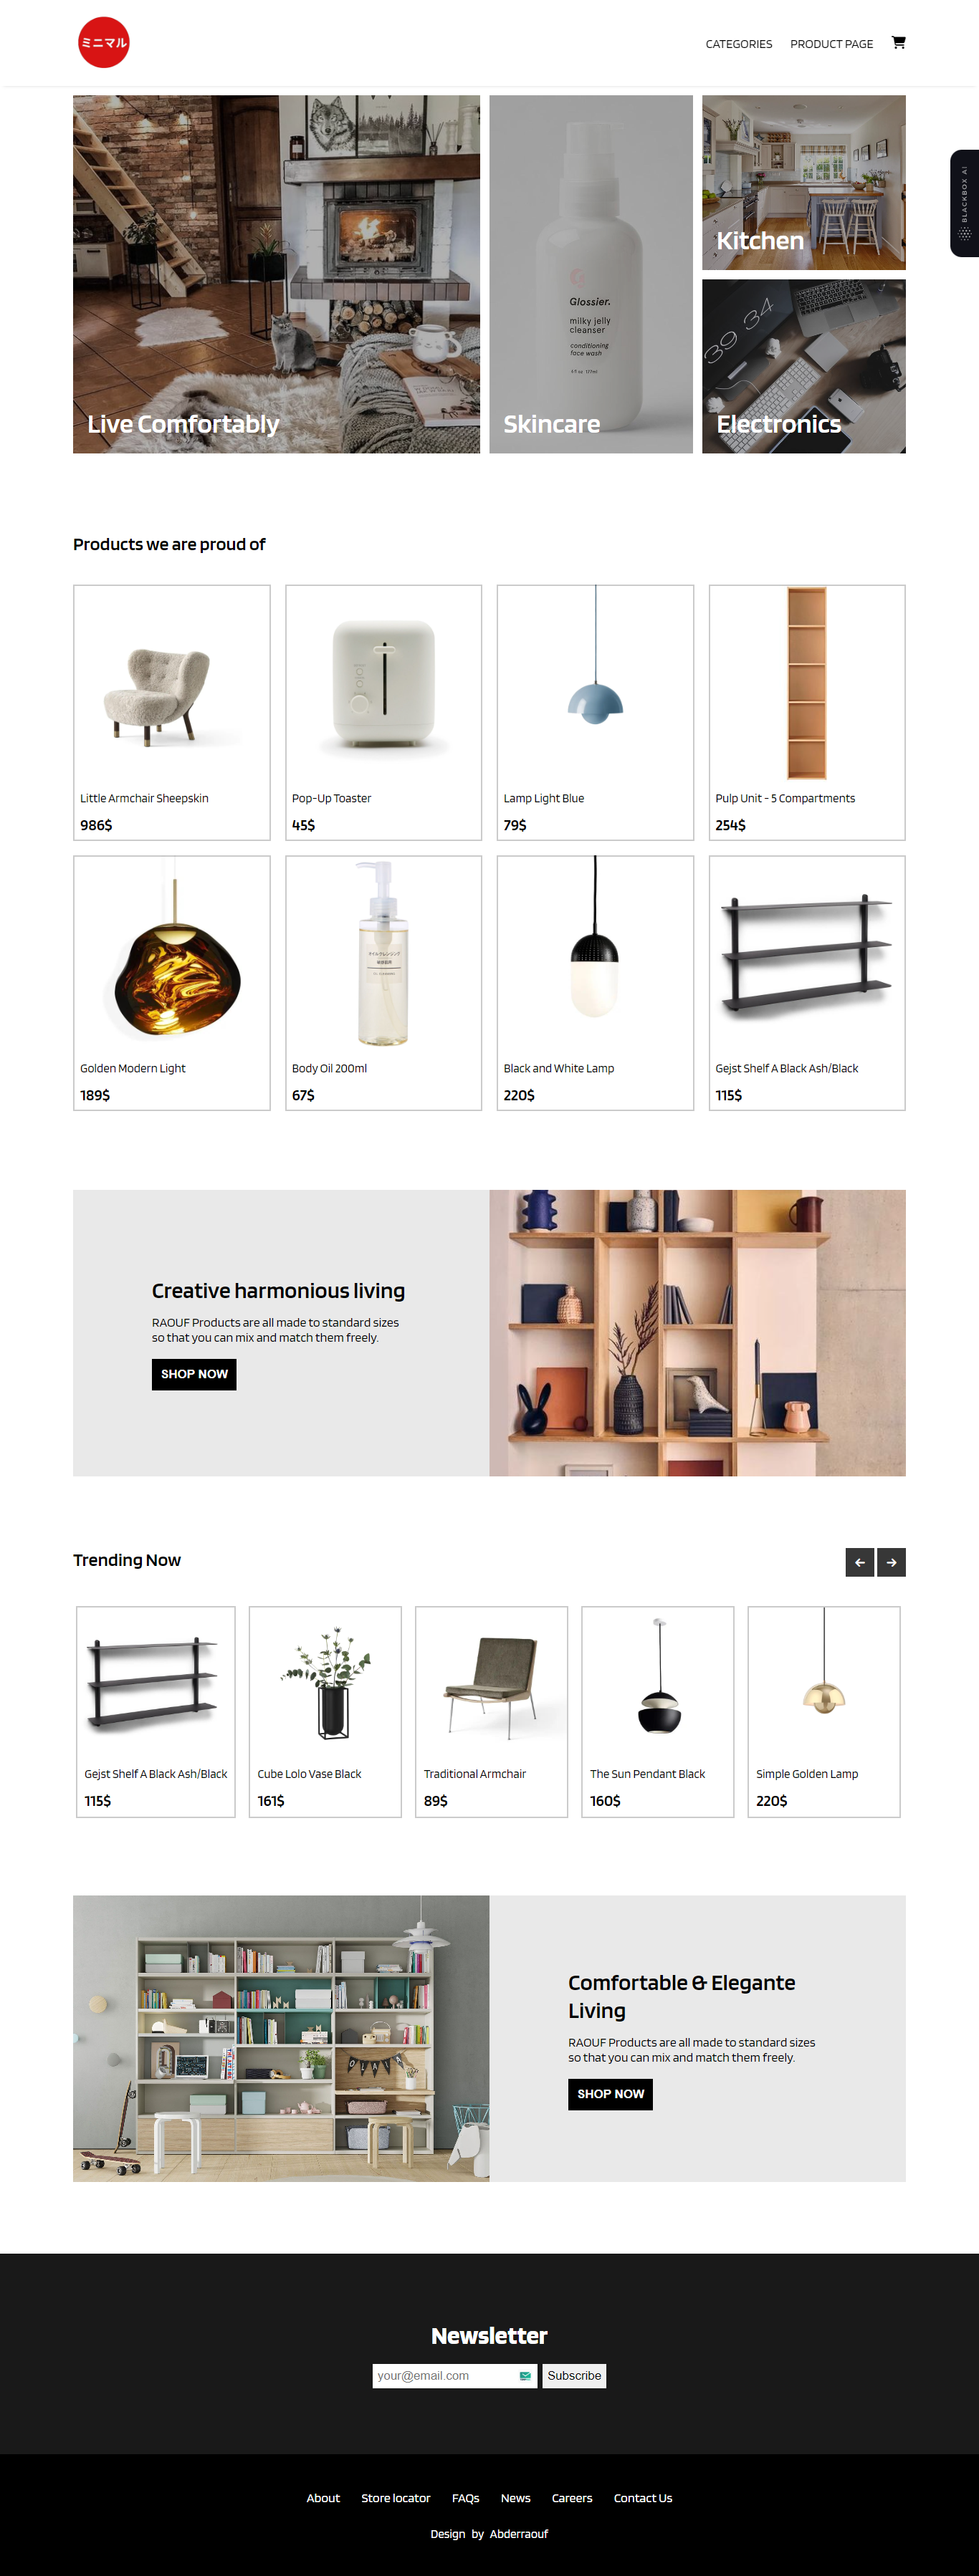 ミニマル
CATEGORIES
PRODUCT PAGE
BLACKBOX AI
Glossier.
milky jelly
cleanser
conditioning
face wash
Kitchen
39 34
Live Comfortably
Skincare
Electronics
Products we are proud of
Little Armchair Sheepskin
986$
Pop-Up Toaster
45$
Lamp Light Blue
79$
Pulp Unit - 5 Compartments
254$
Golden Modern Light
189$
Body Oil 200ml
67$
Black and White Lamp
220$
Gejst Shelf A Black Ash/Black
115$
Creative harmonious living
RAOUF Products are all made to standard sizes
so that you can mix and match them freely.
SHOP NOW
Trending Now
Gejst Shelf A Black Ash/Black
115$
Cube Lolo Vase Black
161$
Traditional Armchair
89$
The Sun Pendant Black
160$
Simple Golden Lamp
220$
Comfortable & Elegante
Living
RAOUF Products are all made to standard sizes
so that you can mix and match them freely.
SHOP NOW
Newsletter
your@email.com
Subscribe
About
Store locator
FAQs
News
Careers
Contact Us
Design by Abderraouf